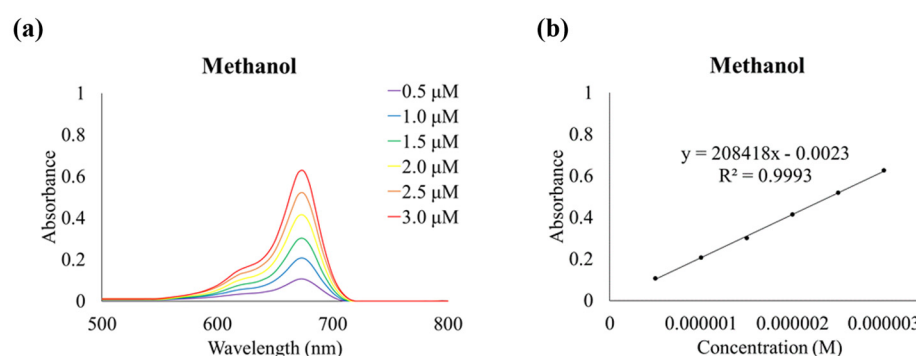 (a)
Methanol
Absorbance
1
0.8
0.6
0.4
0.2
0
500
600
700
800
Wavelength (nm)
0.5 μM
1.0 μM
1.5 μM
2.0 μM
2.5 μM
3.0 μM
(b)
Methanol
Absorbance
1
0.8
0.6
0.4
0.2
0
y = 208418x - 0.0023
R² = 0.9993
0
0.000001
0.000002
0.000003
Concentration (M)